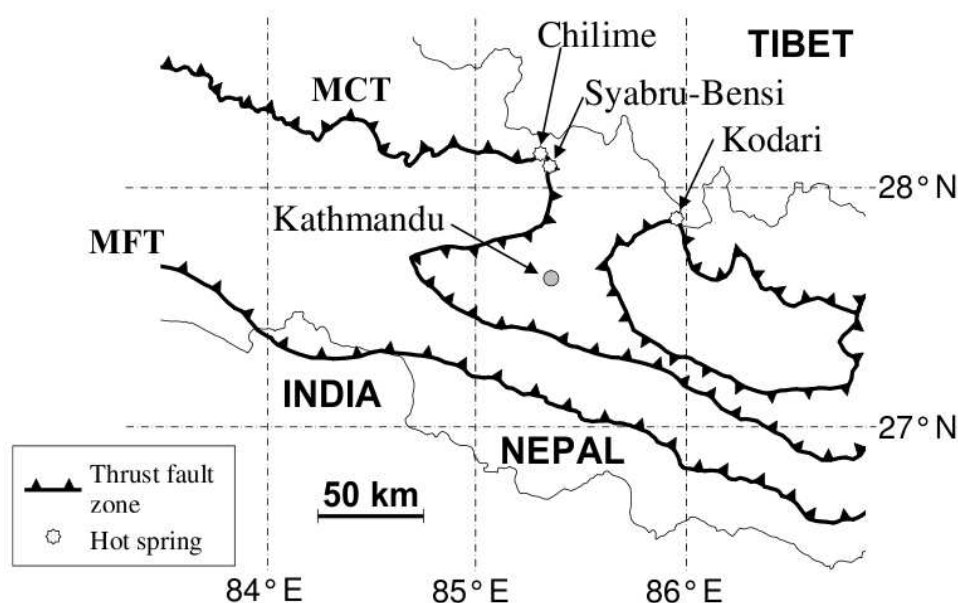 Chilime
TIBET
MCT
Syabru-Bensi
Kodari
28°N
Kathmandu
MFT
INDIA
27°N
NEPAL
Thrust fault
zone
50 km
Hot spring
84°E
85°E
86°E